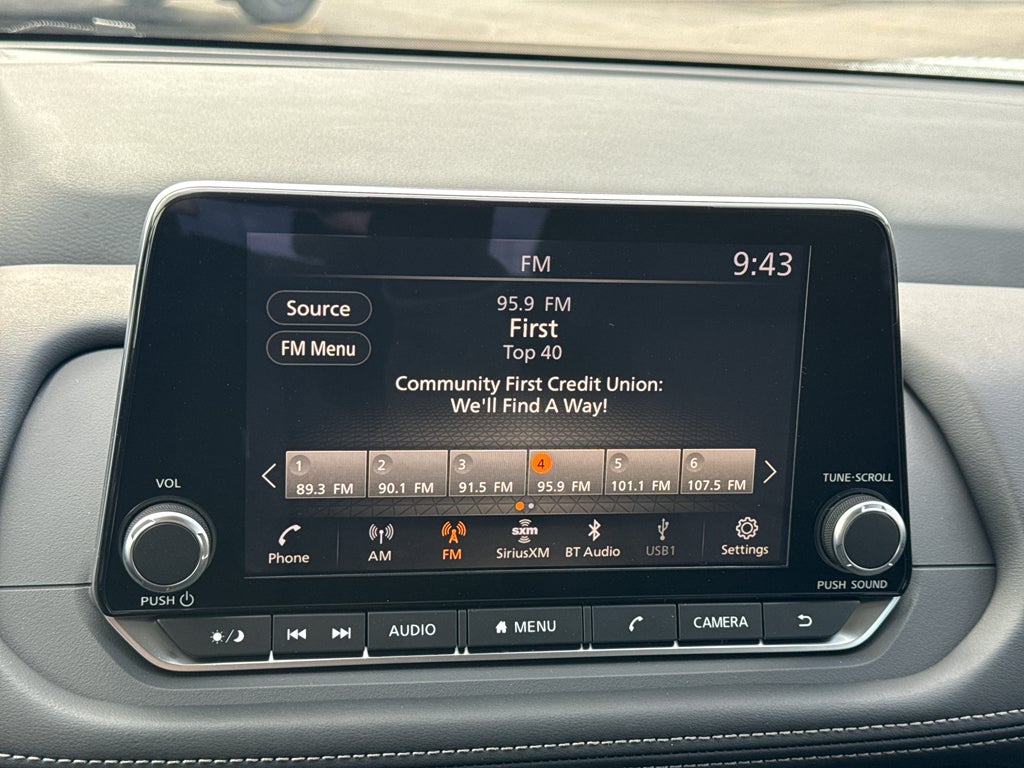 FM
9:43
Source
FM Menu
95.9 FM
First
Top 40
Community First Credit Union:
We'll Find A Way!
1
89.3 FM
2
90.1 FM
3
91.5 FM
4
95.9 FM
5
101.1 FM
6
107.5 FM
Phone
AM
FM
sxm
SiriusXM
BT Audio
USB1
Settings
VOL
PUSH
TUNE·SCROLL
PUSH SOUND
AUDIO
MENU
CAMERA